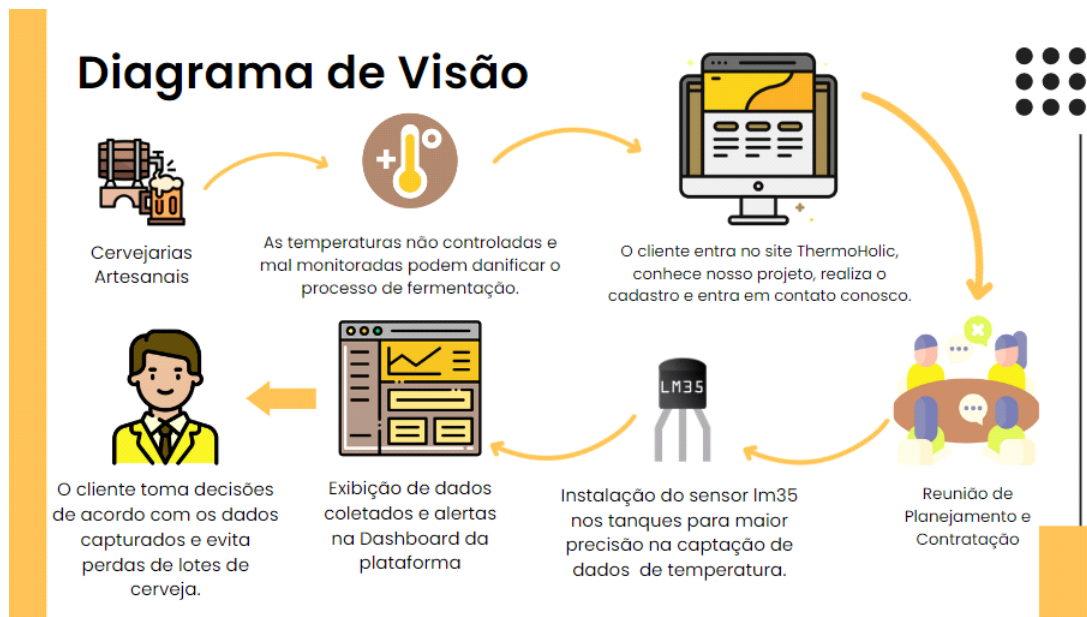 Diagrama de Visão
Cervejarias
Artesanais
As temperaturas não controladas e
mal monitoradas podem danificar o
processo de fermentação.
O cliente entra no site ThermoHolic,
conhece nosso projeto, realiza o
cadastro e entra em contato conosco.
Reunião de
Planejamento e
Contratação
LM35
Instalação do sensor lm35
nos tanques para maior
precisão na captação de
dados de temperatura.
Exibição de dados
coletados e alertas
na Dashboard da
plataforma
O cliente toma decisões
de acordo com os dados
capturados e evita
perdas de lotes de
cerveja.